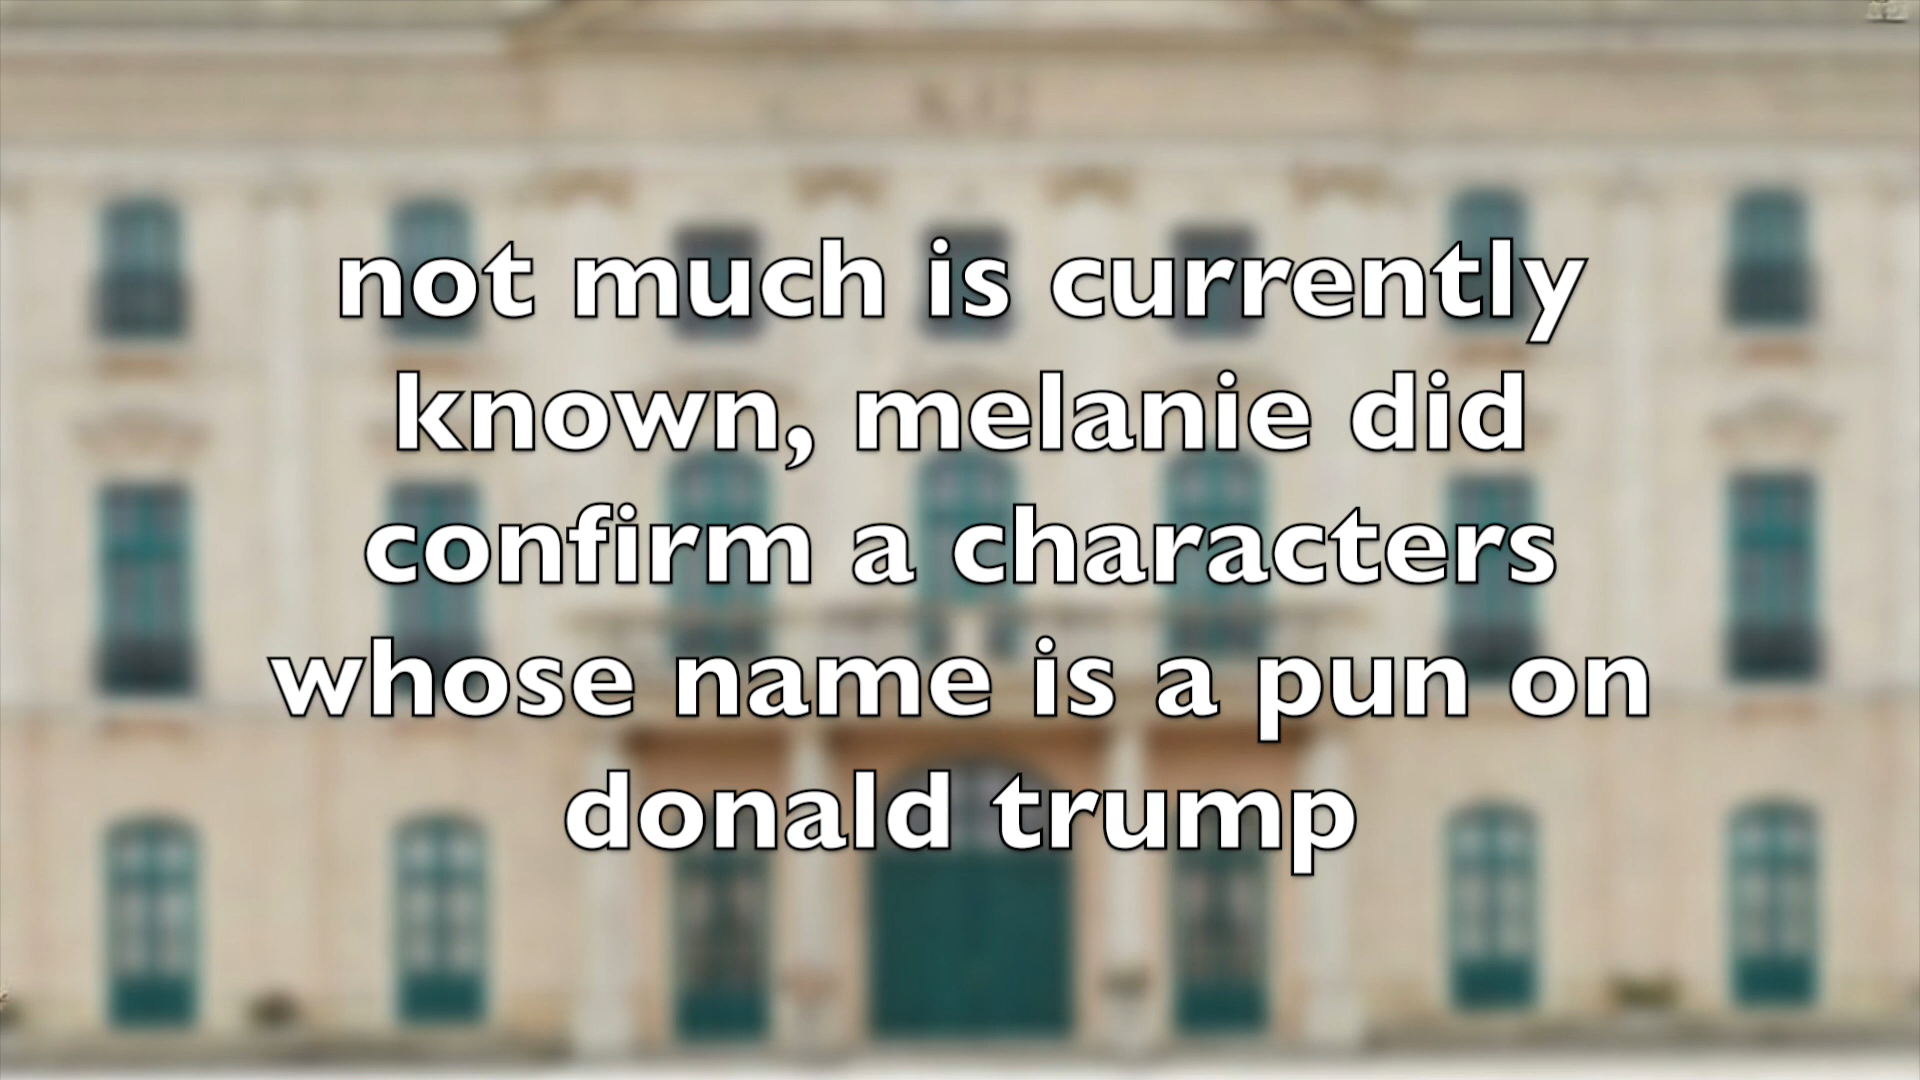 not much is currently
known, melanie did
confirm a characters
whose name is a pun on
donald trump